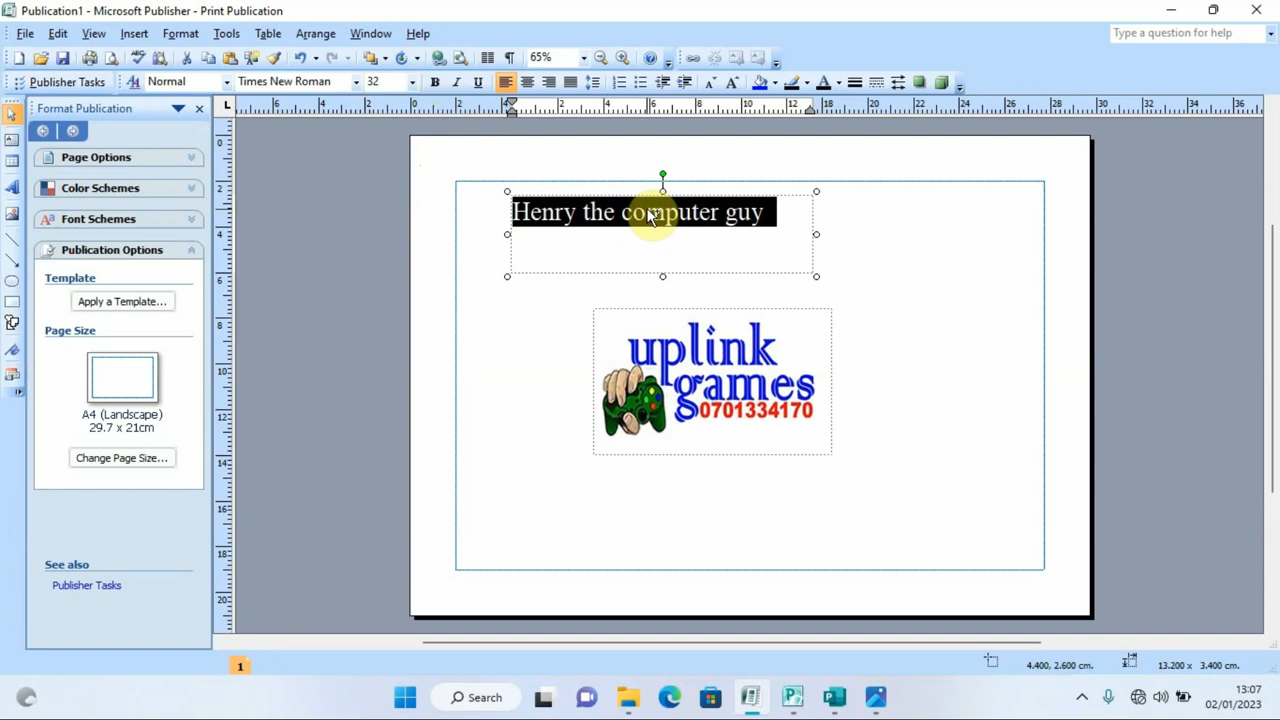 Publication1 - Microsoft Publisher - Print Publication
File Edit View Insert Format Tools Table Arrange Window Help
Type a question for help
65%
Publisher Tasks Normal Times New Roman 32
Format Publication
Page Options
Color Schemes
Font Schemes
Publication Options
Template
Apply a Template...
Page Size
A4 (Landscape)
29.7 x 21cm
Change Page Size...
See also
Publisher Tasks
Henry the computer guy
uplink
games
0701334170
1
4.400, 2.600 cm.
13.200 x 3.400 cm.
Search
13:07
02/01/2023